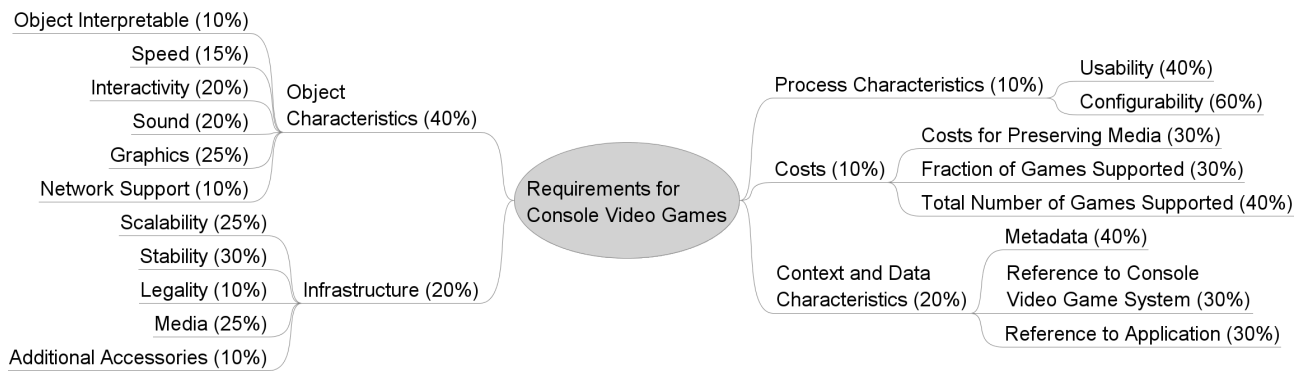 Object Interpretable (10%)
Speed (15%)
Interactivity (20%)
Sound (20%)
Graphics (25%)
Network Support (10%)
Object
Characteristics (40%)
Scalability (25%)
Stability (30%)
Legality (10%)
Media (25%)
Additional Accessories (10%)
Infrastructure (20%)
Requirements for
Console Video Games
Process Characteristics (10%)
Usability (40%)
Configurability (60%)
Costs (10%)
Costs for Preserving Media (30%)
Fraction of Games Supported (30%)
Total Number of Games Supported (40%)
Context and Data
Characteristics (20%)
Metadata (40%)
Reference to Console
Video Game System (30%)
Reference to Application (30%)